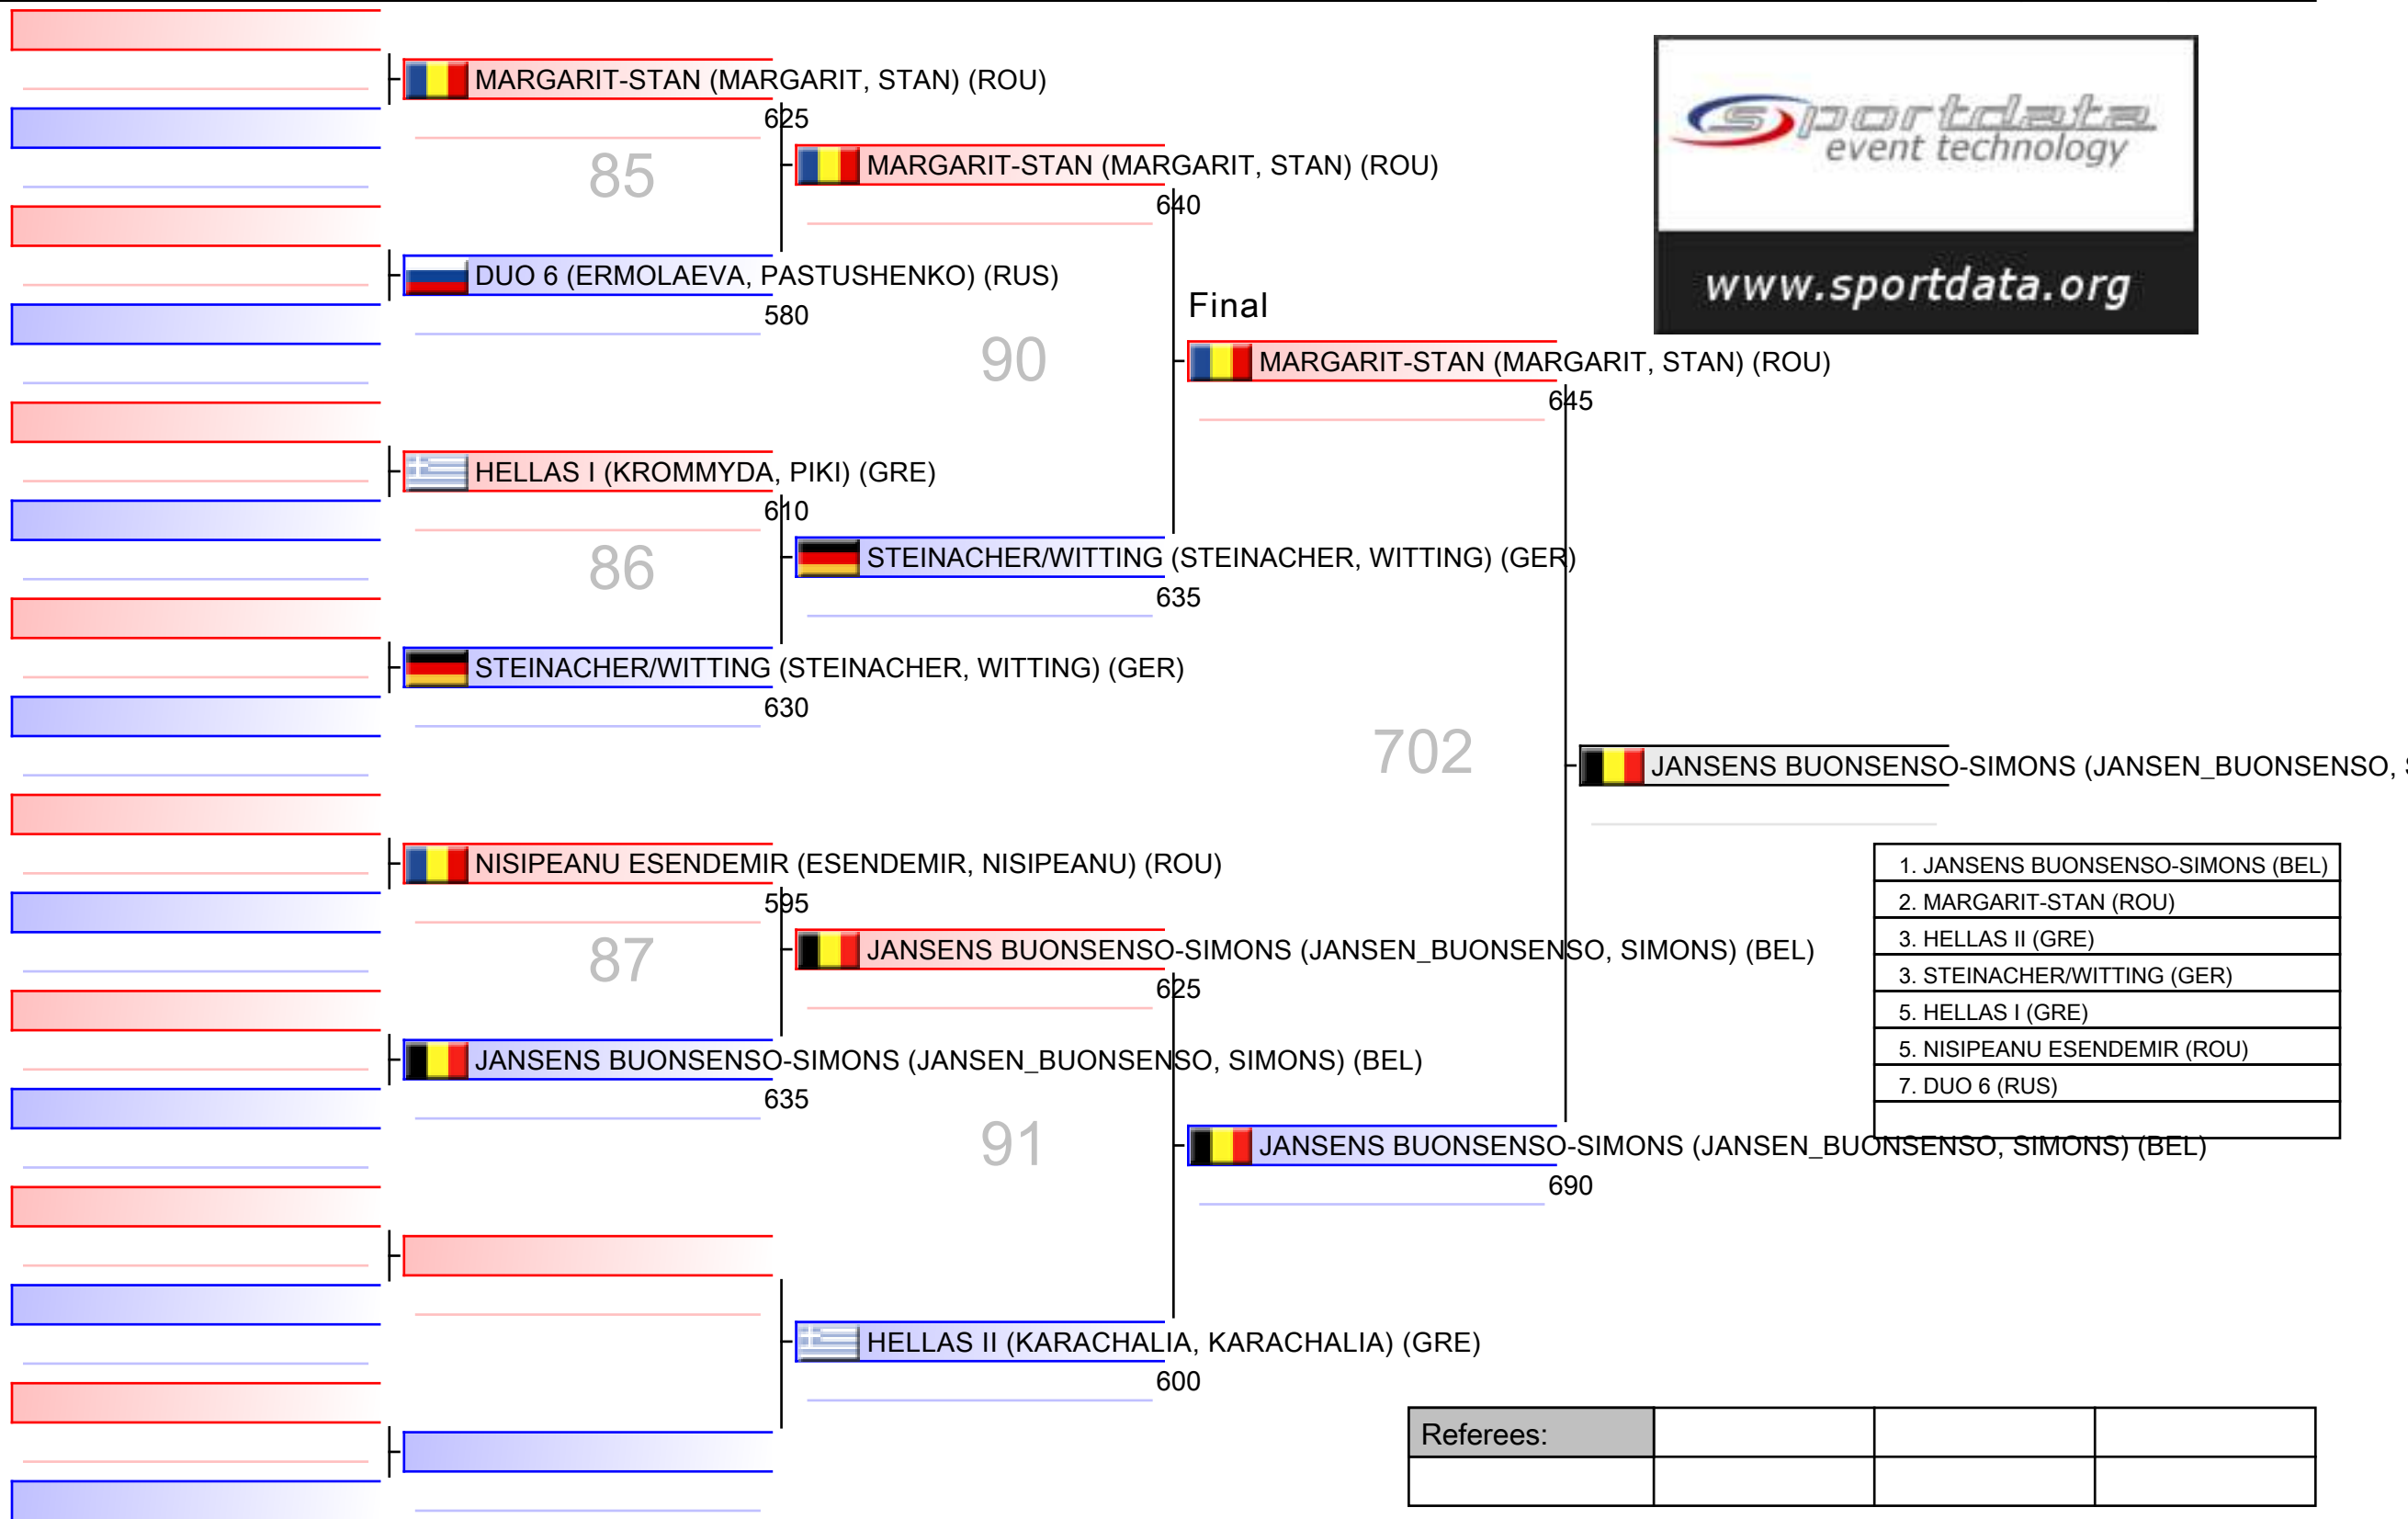 MARGARIT-STAN (MARGARIT, STAN) (ROU)
625
85
DUO 6 (ERMOLAEVA, PASTUSHENKO) (RUS)
580
HELLAS I (KROMMYDA, PIKI) (GRE)
610
86
STEINACHER/WITTING (STEINACHER, WITTING) (GER)
630
NISIPEANU ESENDEMIR (ESENDEMIR, NISIPEANU) (ROU)
595
87
JANSENS BUONSENSO-SIMONS (JANSEN_BUONSENSO, SIMONS) (BEL)
635
MARGARIT-STAN (MARGARIT, STAN) (ROU)
640
90
STEINACHER/WITTING (STEINACHER, WITTING) (GER)
635
JANSENS BUONSENSO-SIMONS (JANSEN_BUONSENSO, SIMONS) (BEL)
625
91
HELLAS II (KARACHALIA, KARACHALIA) (GRE)
600
Final
MARGARIT-STAN (MARGARIT, STAN) (ROU)
645
702
JANSENS BUONSENSO-SIMONS (JANSEN_BUONSENSO, SIMONS) (BEL)
690
JANSENS BUONSENSO-SIMONS (JANSEN_BUONSENSO,
sportdata
event technology
www.sportdata.org
1. JANSENS BUONSENSO-SIMONS (BEL)
2. MARGARIT-STAN (ROU)
3. HELLAS II (GRE)
3. STEINACHER/WITTING (GER)
5. HELLAS I (GRE)
5. NISIPEANU ESENDEMIR (ROU)
7. DUO 6 (RUS)
Referees: